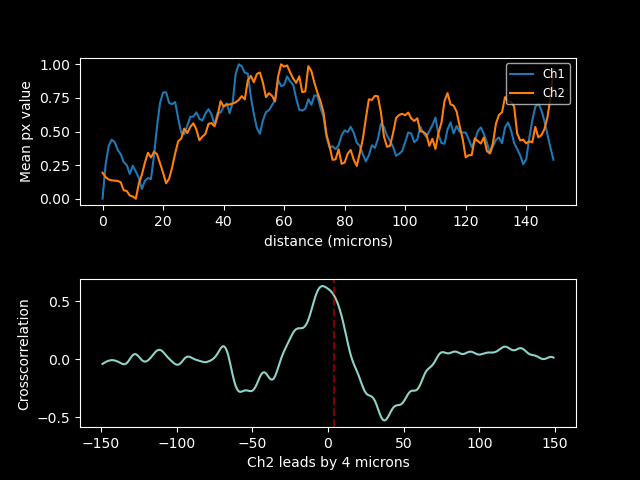 1.00
0.75
0.50
0.25
0.00
Mean px value
Ch1
Ch2
0 20 40 60 80 100 120 140
distance (microns)
0.5
0.0
−0.5
Crosscorrelation
−150 −100 −50 0 50 100 150
Ch2 leads by 4 microns